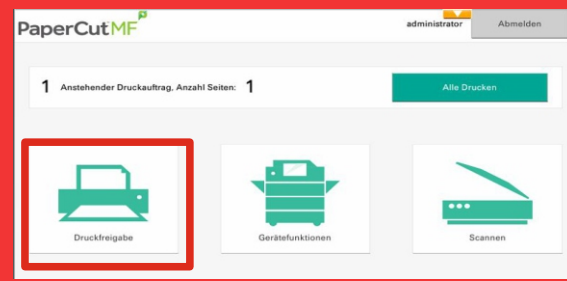 PaperCut MF
administrator
Abmelden
1 Anstehender Druckauftrag, Anzahl Seiten: 1
Alle Drucken
Druckfreigabe
Gerätefunktionen
Scannen